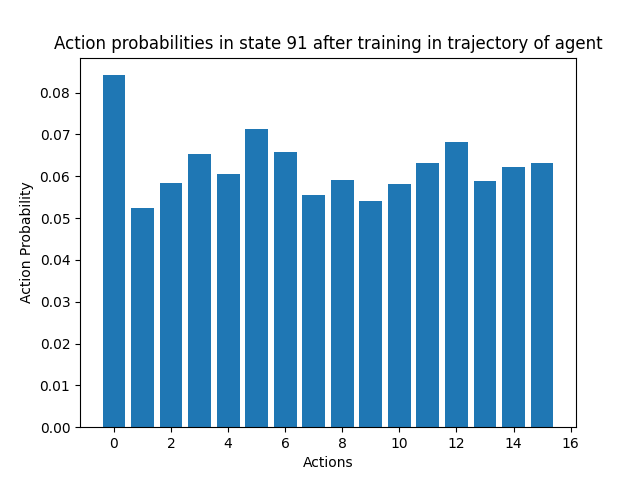 Action probabilities in state 91 after training in trajectory of agent
Action Probability
0.08
0.07
0.06
0.05
0.04
0.03
0.02
0.01
0.00
0 2 4 6 8 10 12 14 16
Actions